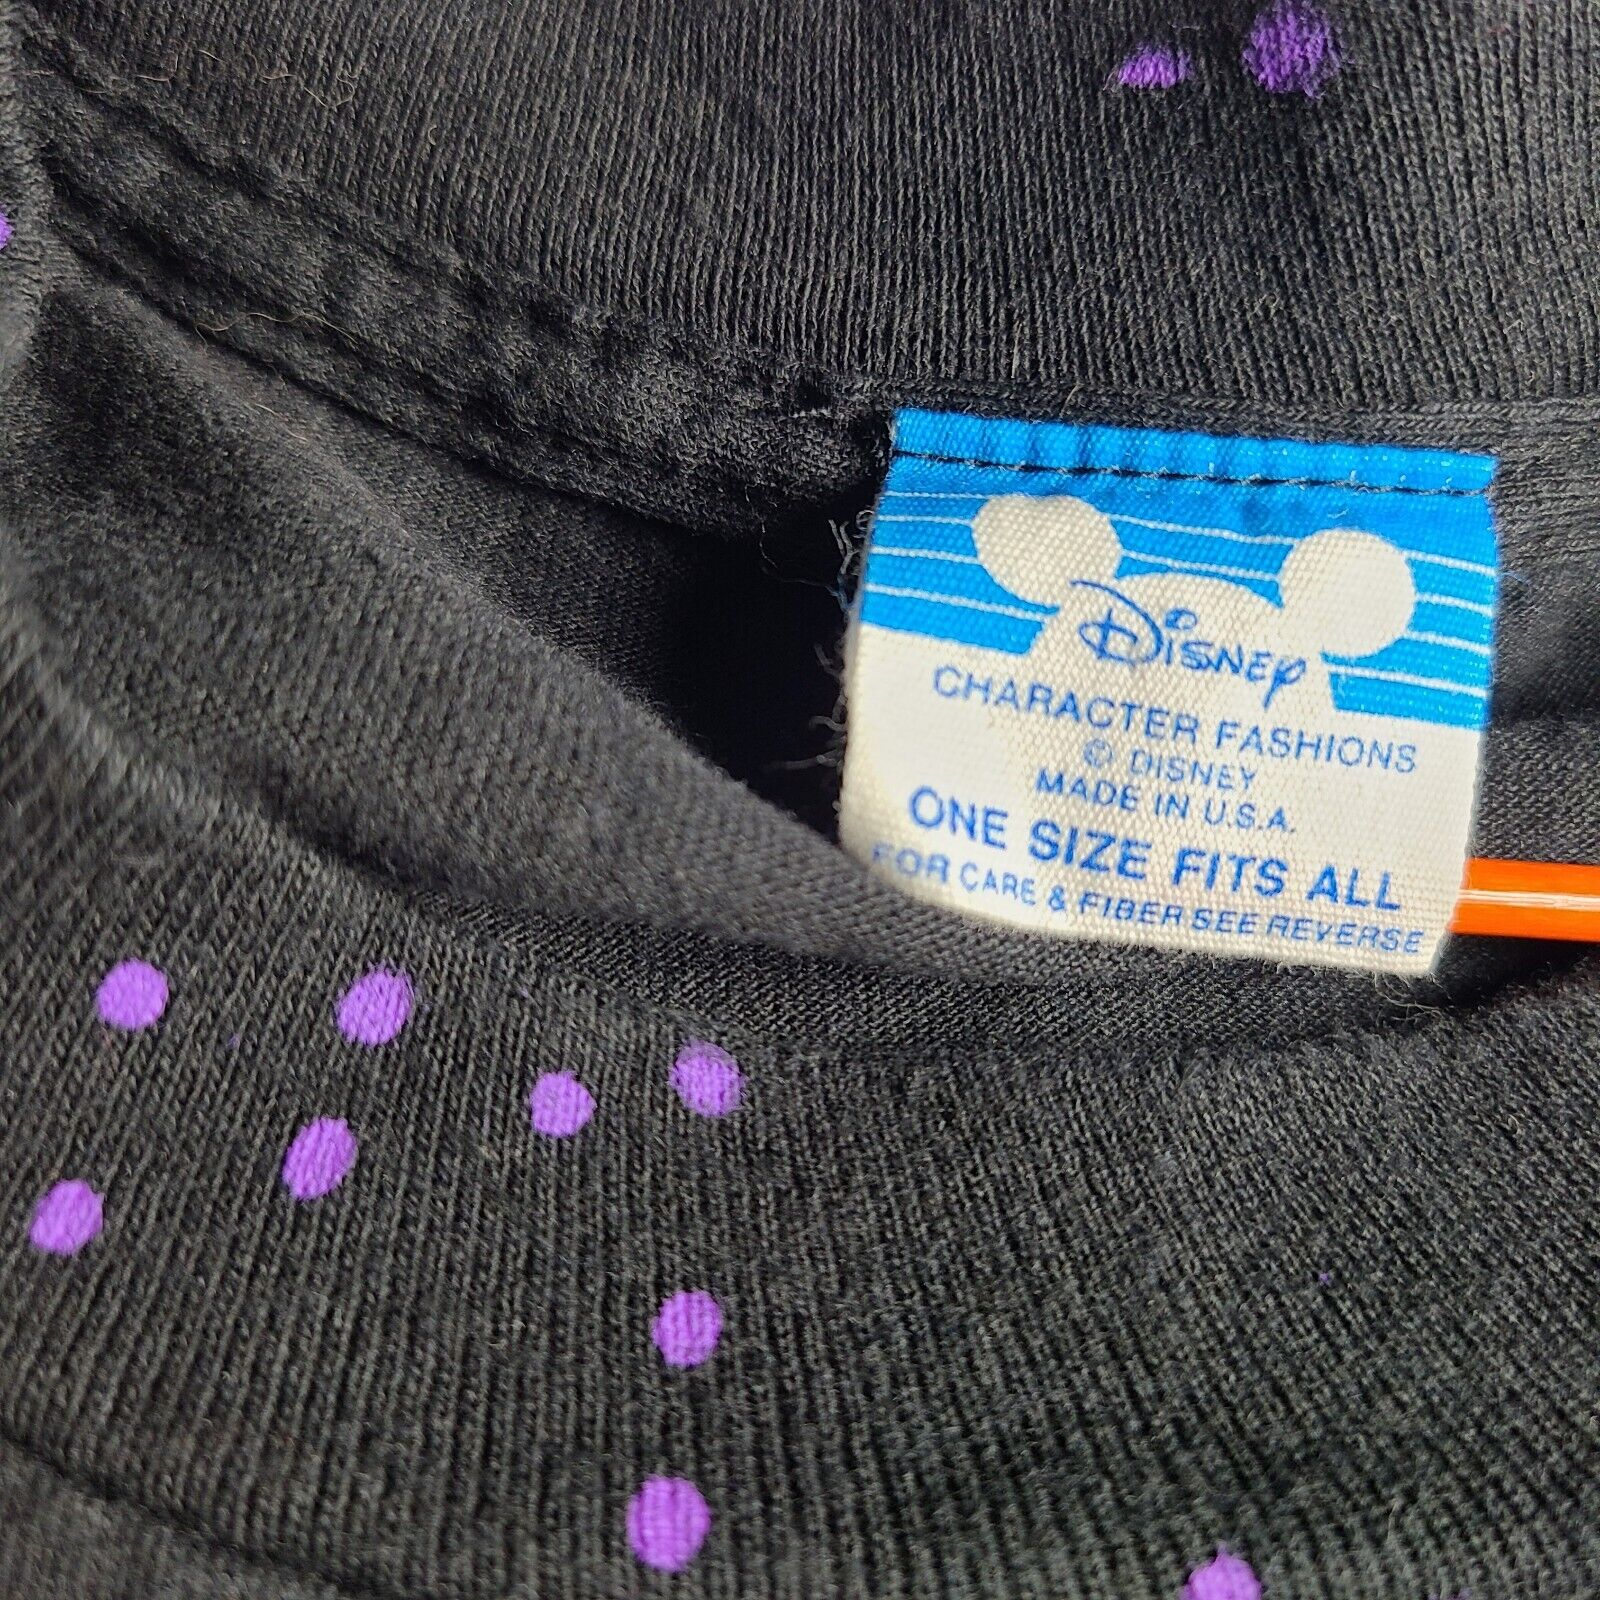 Disney
CHARACTER FASHIONS
© DISNEY
MADE IN U.S.A.
ONE SIZE FITS ALL
FOR CARE & FIBER SEE REVERSE